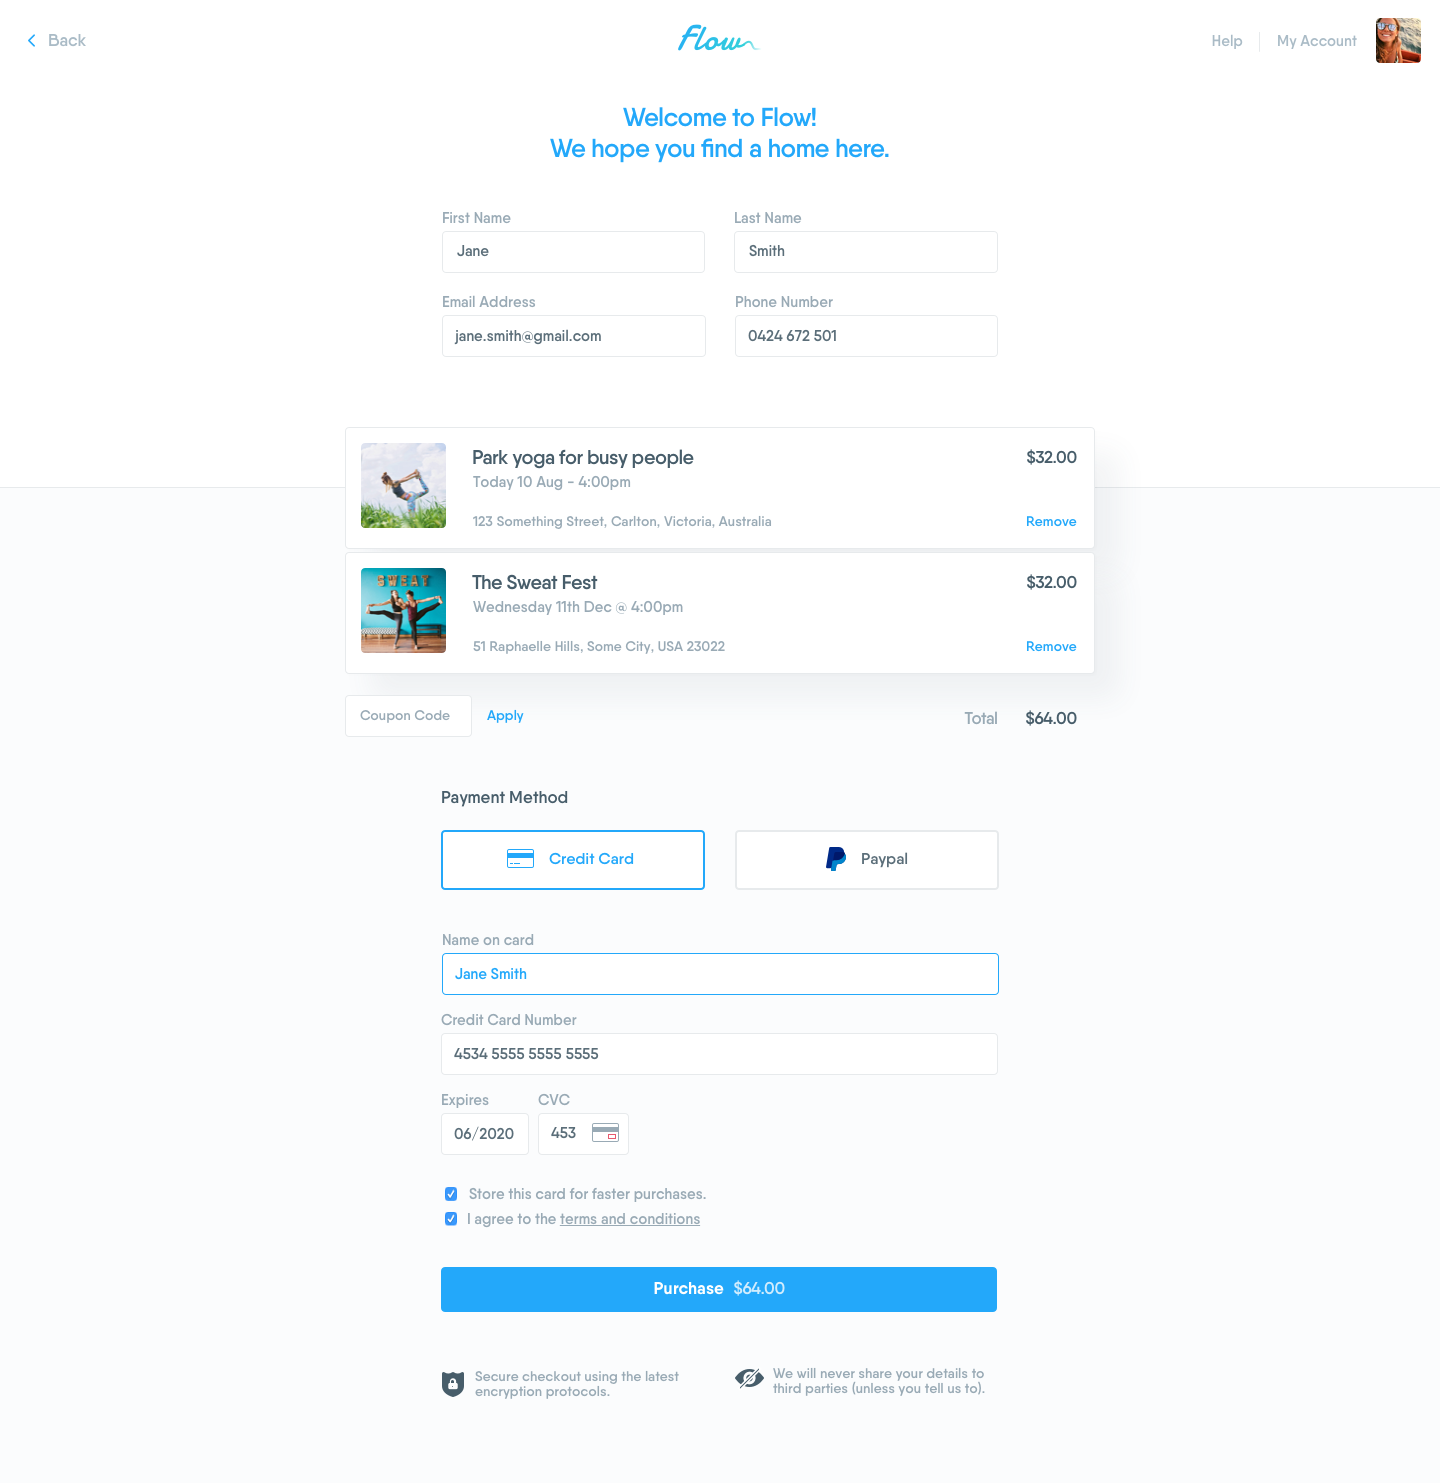 Back
Flow
Help
My Account
Welcome to Flow!
We hope you find a home here.
First Name
Last Name
Jane
Smith
Email Address
Phone Number
jane.smith@gmail.com
0424 672 501
Park yoga for busy people
$32.00
Today 10 Aug - 4:00pm
123 Something Street, Carlton, Victoria, Australia
Remove
SWEAT
The Sweat Fest
$32.00
Wednesday 11th Dec @ 4:00pm
51 Raphaelle Hills, Some City, USA 23022
Remove
Coupon Code
Apply
Total
$64.00
Payment Method
Credit Card
Paypal
Name on card
Jane Smith
Credit Card Number
4534 5555 5555 5555
Expires
CVC
06/2020
453
Store this card for faster purchases.
I agree to the terms and conditions
Purchase $64.00
Secure checkout using the latest
encryption protocols.
We will never share your details to
third parties (unless you tell us to).